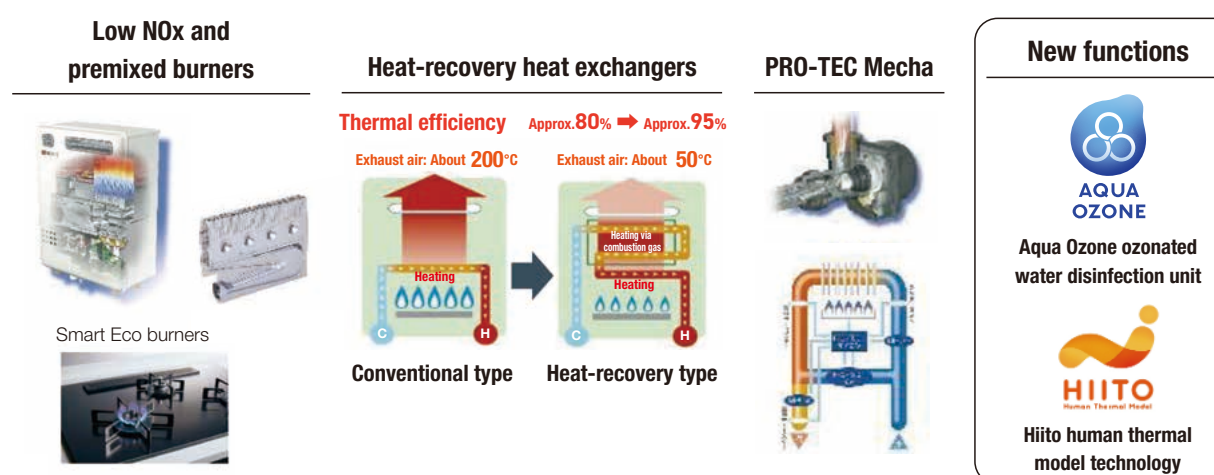 Low NOx and
premixed burners
Smart Eco burners
Heat-recovery heat exchangers
Thermal efficiency Approx.80% ➡ Approx.95%
Exhaust air: About 200°C
Exhaust air: About 50°C
Heating
C
H
Conventional type
Heating via
combustion gas
Heating
C
H
Heat-recovery type
PRO-TEC Mecha
New functions
AQUA
OZONE
Aqua Ozone ozonated
water disinfection unit
HIITO
Human Thermal Model
Hiito human thermal
model technology